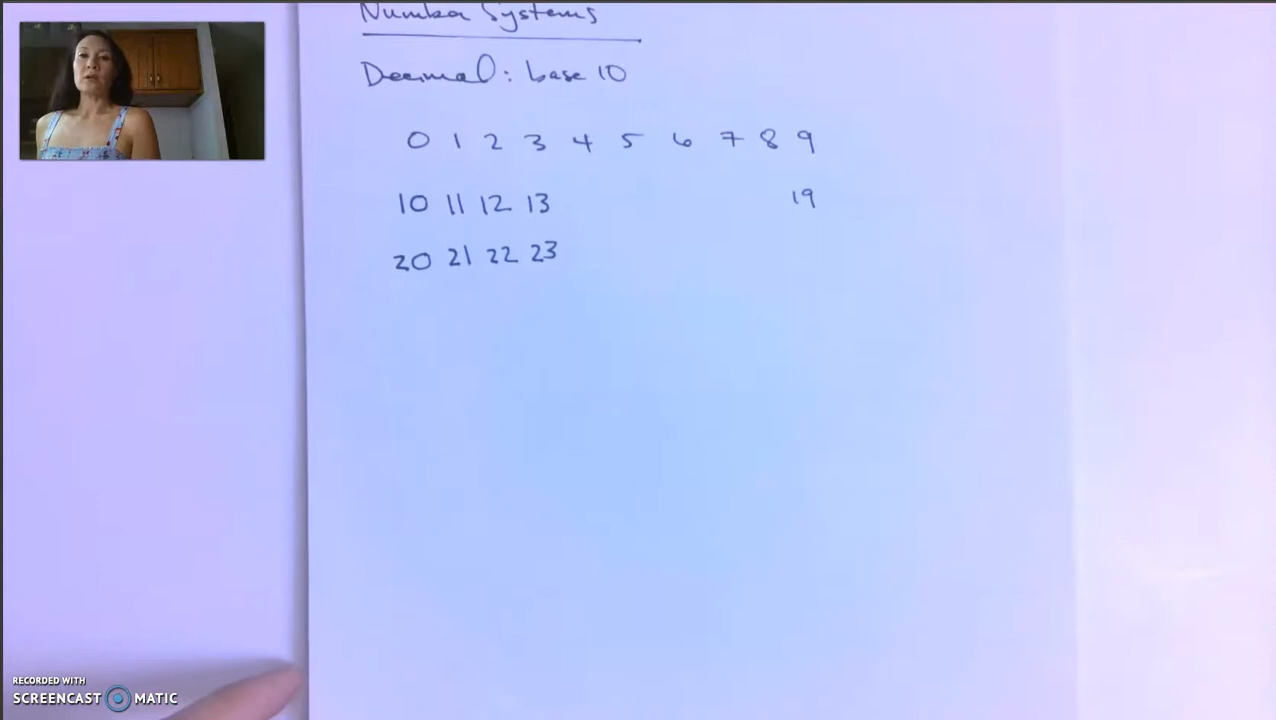 Number Systems
Decimal: base 10
0 1 2 3 4 5 6 7 8 9
10 11 12 13 19
20 21 22 23
RECORDED WITH
SCREENCAST MATIC